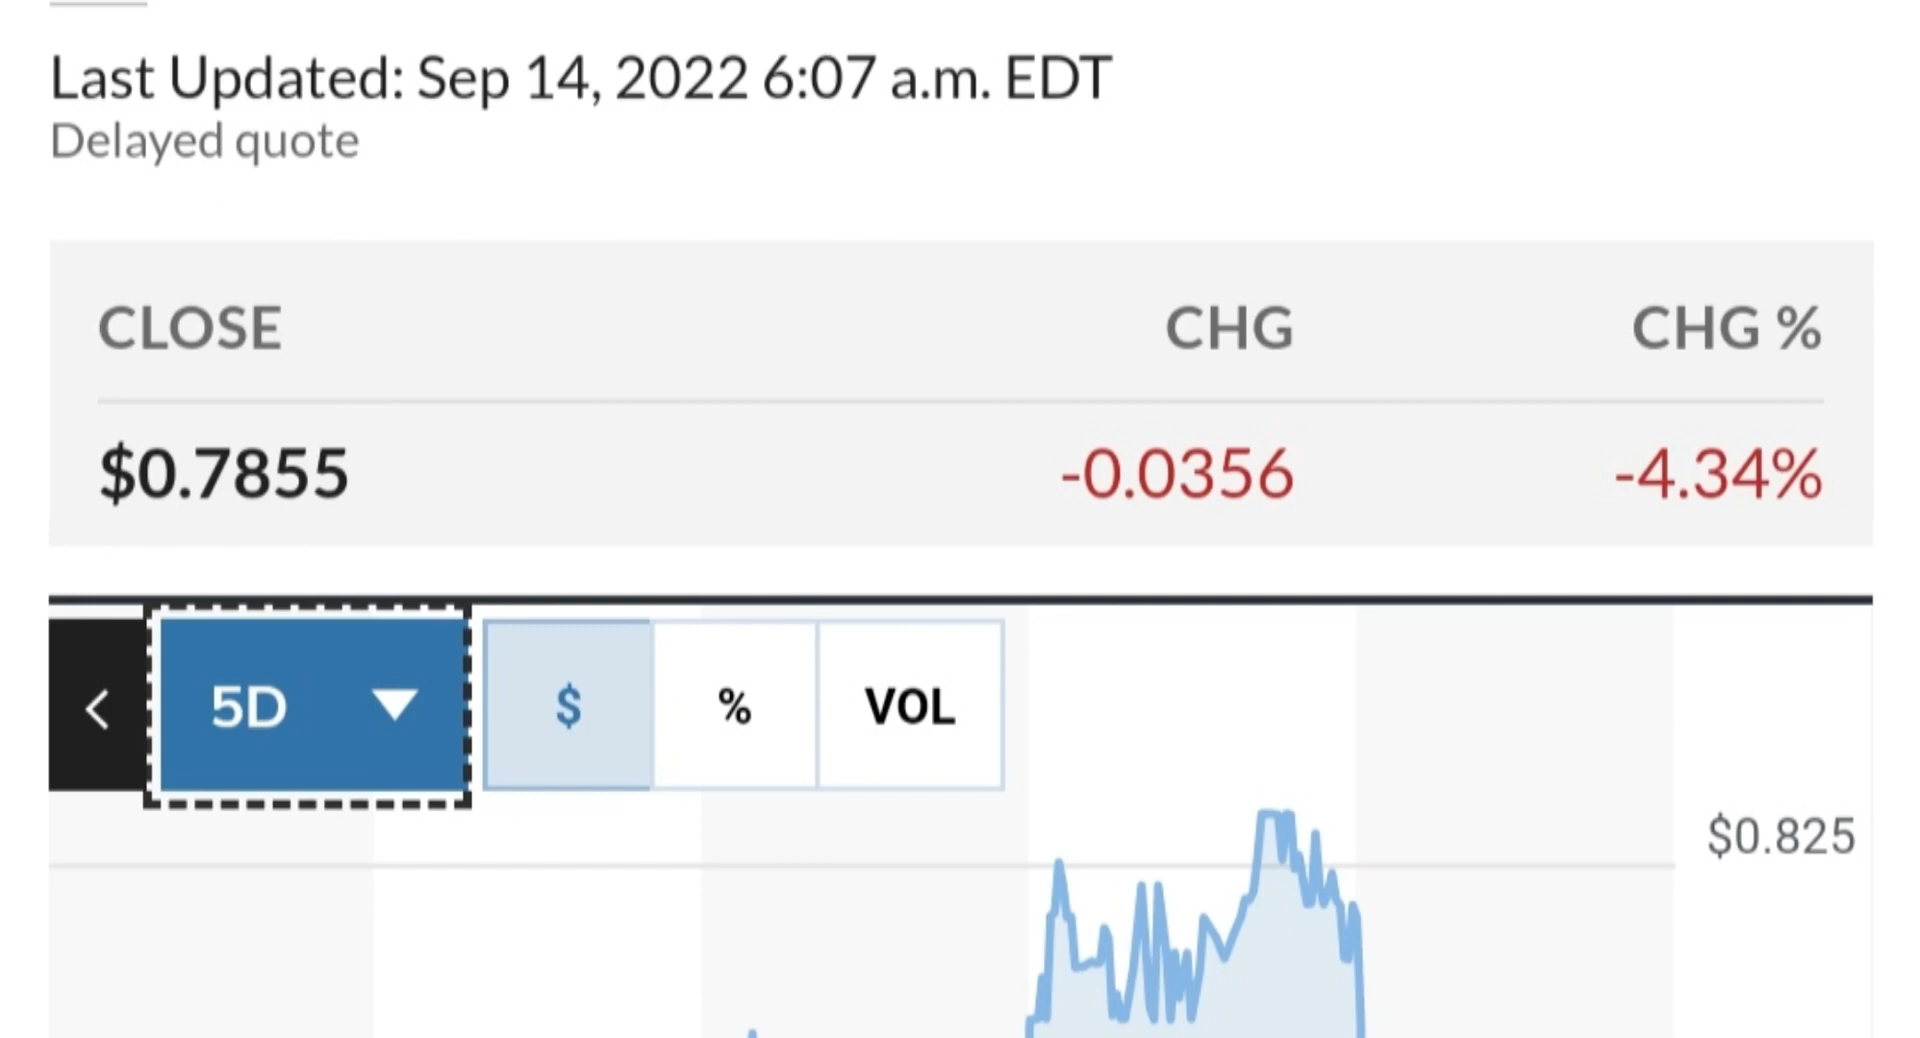 Last Updated: Sep 14, 2022 6:07 a.m. EDT
Delayed quote
CLOSE CHG CHG %
$0.7855 -0.0356 -4.34%
< 5D $ % VOL
$0.825